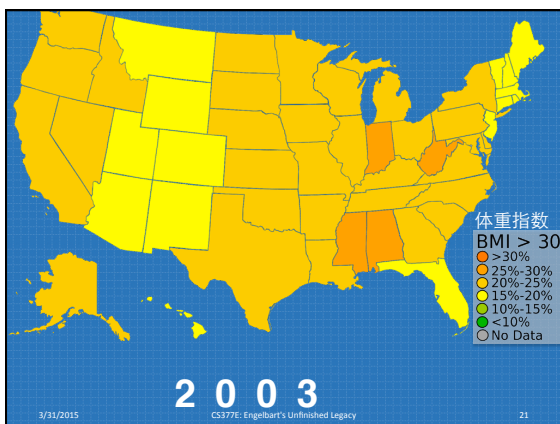 体重指数
BMI > 30
>30%
25%-30%
20%-25%
15%-20%
10%-15%
<10%
No Data
2003
3/31/2015
CS377E: Engelbart's Unfinished Legacy
21